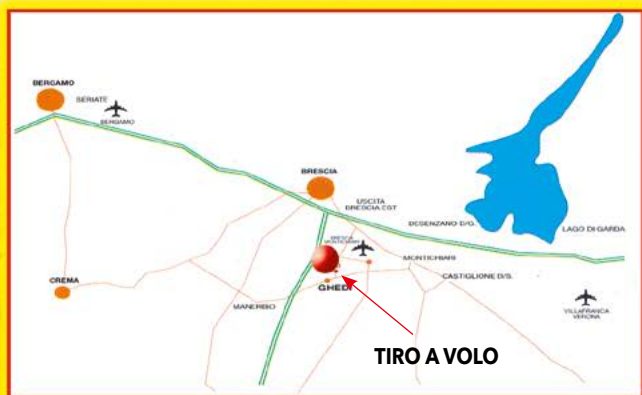 BERGAMO
SERIATE
BERGAMO
BRESCIA
USCITA
BRESCIA EST
DESENZANO D/G.
LAGO DI GARDA
BRESCIA
MONTICHIARI
MONTICHIARI
CASTIGLIONE D/S.
CREMA
GHEDI
MANERBIO
VILLAFRANCA
VERONA
TIRO A VOLO